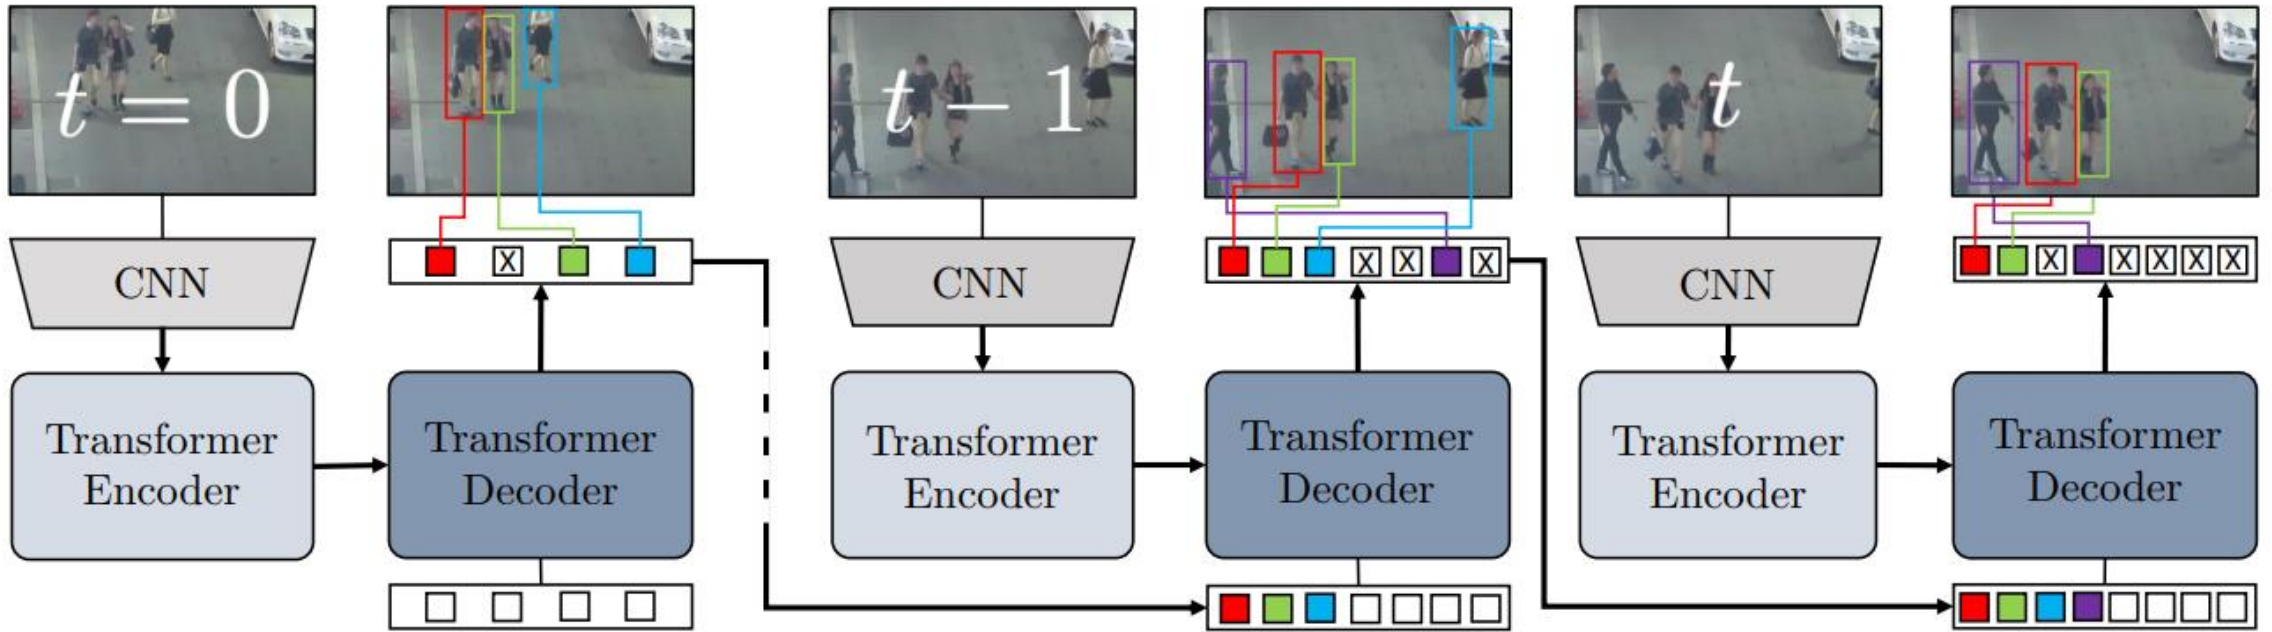 t = 0
t − 1
t
CNN
CNN
CNN
X
X X X
X X X X X
Transformer
Encoder
Transformer
Decoder
Transformer
Encoder
Transformer
Decoder
Transformer
Encoder
Transformer
Decoder